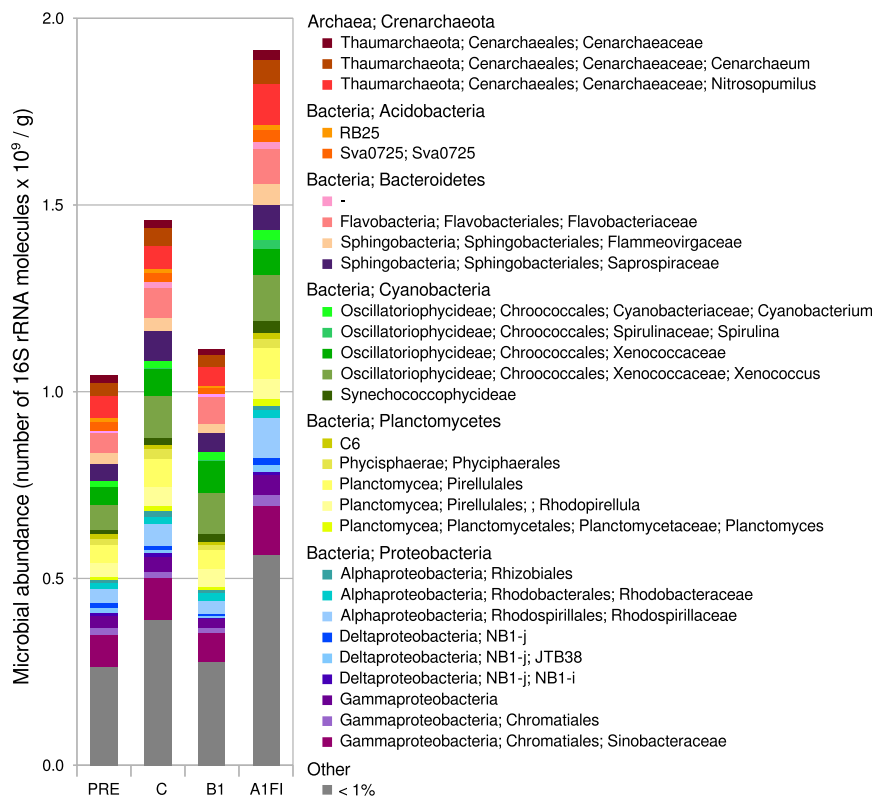 Microbial abundance (number of 16S rRNA molecules x 10⁹ / g)
2.0
1.5
1.0
0.5
0.0
PRE C B1 A1FI
Archaea; Crenarchaeota
Thaumarchaeota; Cenarchaeales; Cenarchaeaceae
Thaumarchaeota; Cenarchaeales; Cenarchaeaceae; Cenarchaeum
Thaumarchaeota; Cenarchaeales; Cenarchaeaceae; Nitrosopumilus
Bacteria; Acidobacteria
RB25
Sva0725; Sva0725
Bacteria; Bacteroidetes
-
Flavobacteria; Flavobacteriales; Flavobacteriaceae
Sphingobacteria; Sphingobacteriales; Flammeovirgaceae
Sphingobacteria; Sphingobacteriales; Saprospiraceae
Bacteria; Cyanobacteria
Oscillatoriophycideae; Chroococcales; Cyanobacteriaceae; Cyanobacterium
Oscillatoriophycideae; Chroococcales; Spirulinaceae; Spirulina
Oscillatoriophycideae; Chroococcales; Xenococcaceae
Oscillatoriophycideae; Chroococcales; Xenococcaceae; Xenococcus
Synechococcophycideae
Bacteria; Planctomycetes
C6
Phycisphaerae; Phyciphaerales
Planctomycea; Pirellulales
Planctomycea; Pirellulales; ; Rhodopirellula
Planctomycea; Planctomycetales; Planctomycetaceae; Planctomyces
Bacteria; Proteobacteria
Alphaproteobacteria; Rhizobiales
Alphaproteobacteria; Rhodobacterales; Rhodobacteraceae
Alphaproteobacteria; Rhodospirillales; Rhodospirillaceae
Deltaproteobacteria; NB1-j
Deltaproteobacteria; NB1-j; JTB38
Deltaproteobacteria; NB1-j; NB1-i
Gammaproteobacteria
Gammaproteobacteria; Chromatiales
Gammaproteobacteria; Chromatiales; Sinobacteraceae
Other
< 1%